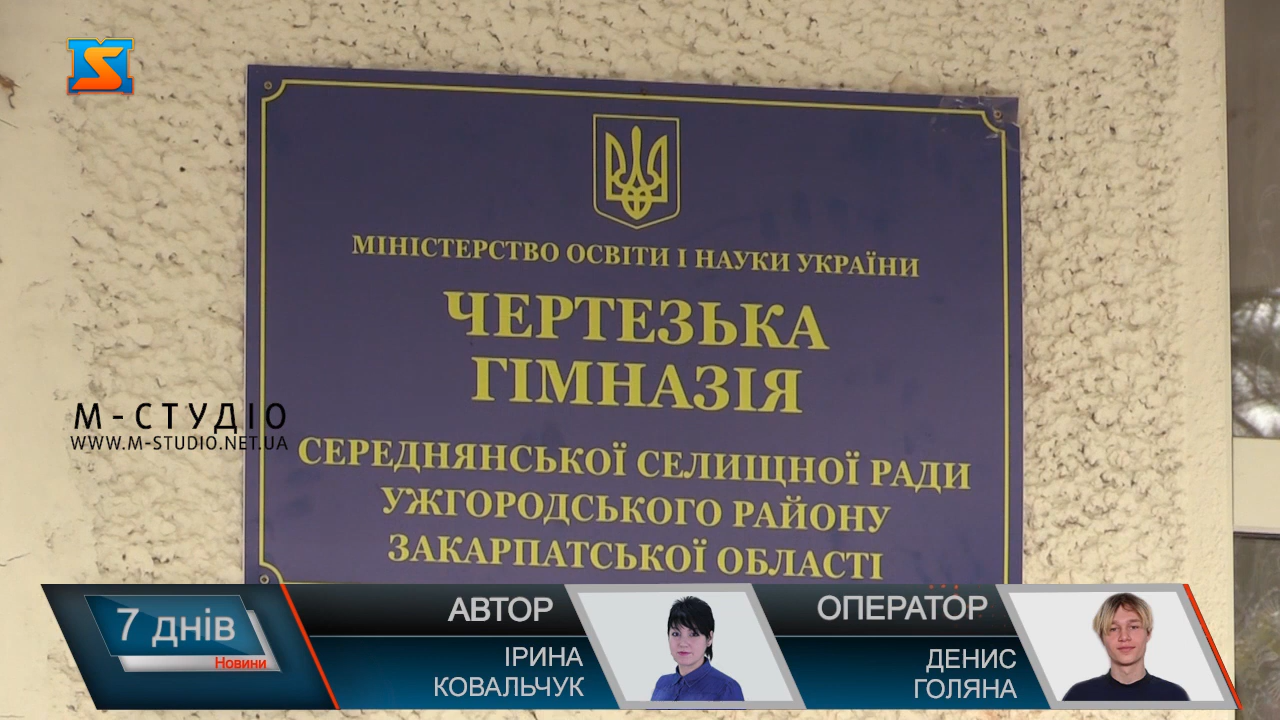 МІНІСТЕРСТВО ОСВІТИ І НАУКИ УКРАЇНИ
ЧЕРТЕЗЬКА
ГІМНАЗІЯ
СЕРЕДНЯНСЬКОЇ СЕЛИЩНОЇ РАДИ
УЖГОРОДСЬКОГО РАЙОНУ
ЗАКАРПАТСЬКОЇ ОБЛАСТІ
М-СТУДІО
WWW.M-STUDIO.NET.UA
7 днів
Новини
АВТОР
ІРИНА
КОВАЛЬЧУК
ОПЕРАТОР
ДЕНИС
ГОЛЯНА